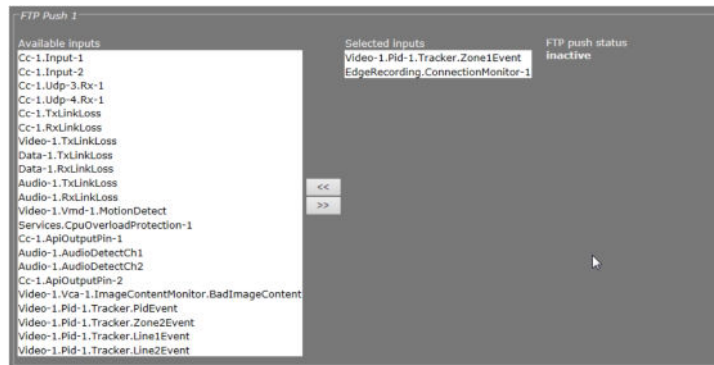 FTP Push 1
Available inputs
Cc-1.Input-1
Cc-1.Input-2
Cc-1.Udp-3.Rx-1
Cc-1.Udp-4.Rx-1
Cc-1.TxLinkLoss
Cc-1.RxLinkLoss
Video-1.TxLinkLoss
Data-1.TxLinkLoss
Data-1.RxLinkLoss
Audio-1.TxLinkLoss
Audio-1.RxLinkLoss
Video-1.Vmd-1.MotionDetect
Services.CpuOverloadProtection-1
Cc-1.ApiOutputPin-1
Audio-1.AudioDetectCh1
Audio-1.AudioDetectCh2
Cc-1.ApiOutputPin-2
Video-1.Vca-1.ImageContentMonitor.BadImageContent
Video-1.Pid-1.Tracker.PidEvent
Video-1.Pid-1.Tracker.Zone2Event
Video-1.Pid-1.Tracker.Line1Event
Video-1.Pid-1.Tracker.Line2Event
<<
>>
Selected inputs
Video-1.Pid-1.Tracker.Zone1Event
EdgeRecording.ConnectionMonitor-1
FTP push status
inactive